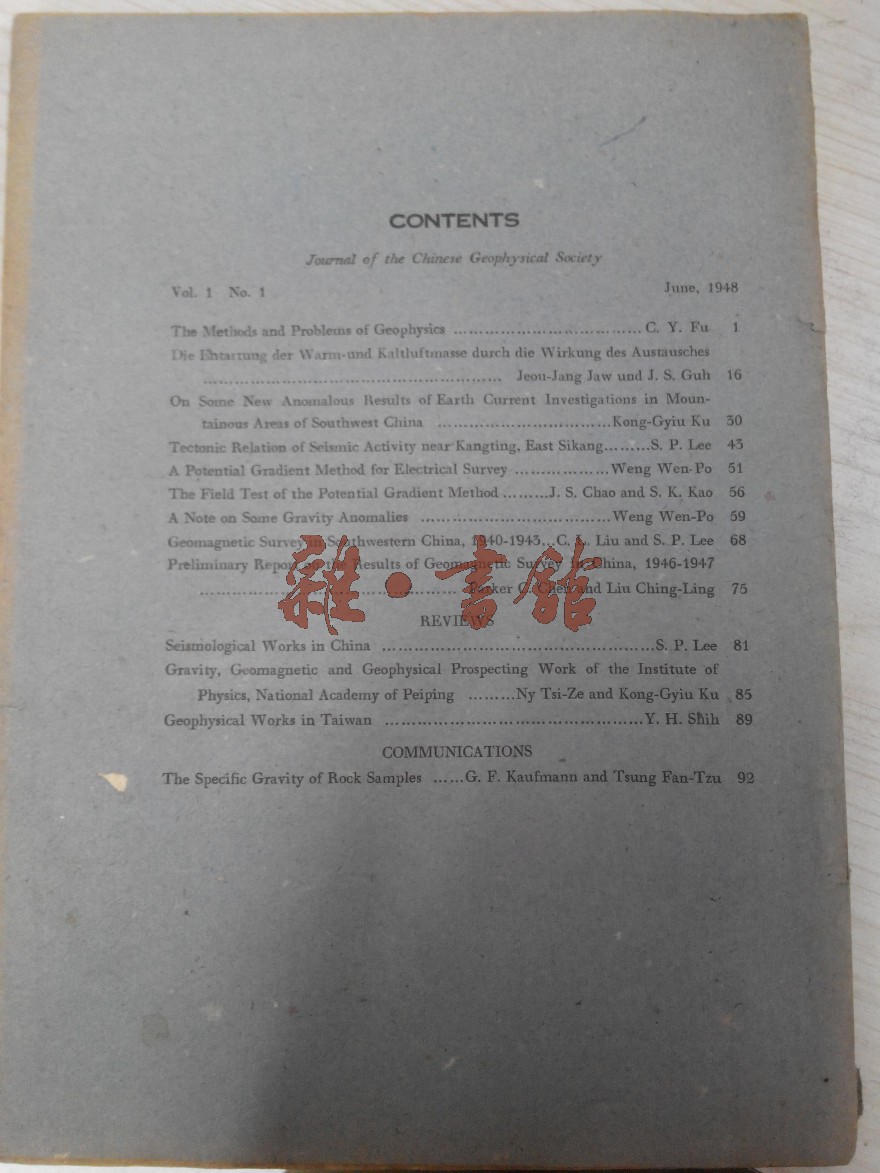 CONTENTS
Journal of the Chinese Geophysical Society
Vol. 1 No. 1 June, 1948
The Methods and Problems of Geophysics .................................. C. Y. Fu 1
Die Entartung der Warm-und Kaltluftmasse durch die Wirkung des Austausches
................................................... Jeou-Jang Jaw und J. S. Guh 16
On Some New Anomalous Results of Earth Current Investigations in Moun-
tainous Areas of Southwest China ................................Kong-Gyiu Ku 30
Tectonic Relation of Seismic Activity near Kangting, East Sikang.........S. P. Lee 43
A Potential Gradient Method for Electrical Survey ..................Weng Wen-Po 51
The Field Test of the Potential Gradient Method .........J. S. Chao and S. K. Kao 56
A Note on Some Gravity Anomalies ...................................Weng Wen-Po 59
Geomagnetic Survey in Southwestern China, 1940-1943...C. L. Liu and S. P. Lee 68
Preliminary Report on the Results of Geomagnetic Survey in China, 1946-1947
............................................ Parker C. Chen and Liu Ching-Ling 75
雜·書館
REVIEWS
Seismological Works in China ...................................................S. P. Lee 81
Gravity, Geomagnetic and Geophysical Prospecting Work of the Institute of
Physics, National Academy of Peiping .........Ny Tsi-Ze and Kong-Gyiu Ku 85
Geophysical Works in Taiwan ................................................Y. H. Shih 89
COMMUNICATIONS
The Specific Gravity of Rock Samples ......G. F. Kaufmann and Tsung Fan-Tzu 92